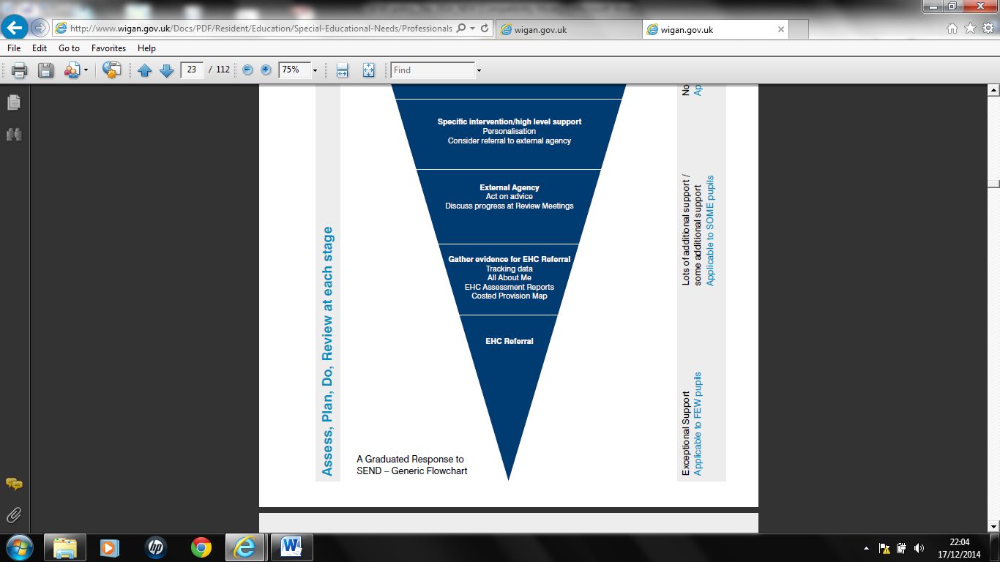 http://www.wigan.gov.uk/Docs/PDF/Resident/Education/Special-Educational-Needs/Professionals
wigan.gov.uk
wigan.gov.uk
File Edit Go to Favorites Help
23 / 112 75% Find
Specific intervention/high level support
Personalisation
Consider referral to external agency
External Agency
Act on advice
Discuss progress at Review Meetings
Gather evidence for EHC Referral
Tracking data
All About Me
EHC Assessment Reports
Costed Provision Map
EHC Referral
Assess, Plan, Do, Review at each stage
A Graduated Response to
SEND – Generic Flowchart
No
Ap
Lots of additional support /
some additional support
Applicable to SOME pupils
Exceptional Support
Applicable to FEW pupils
hp
22:04
17/12/2014